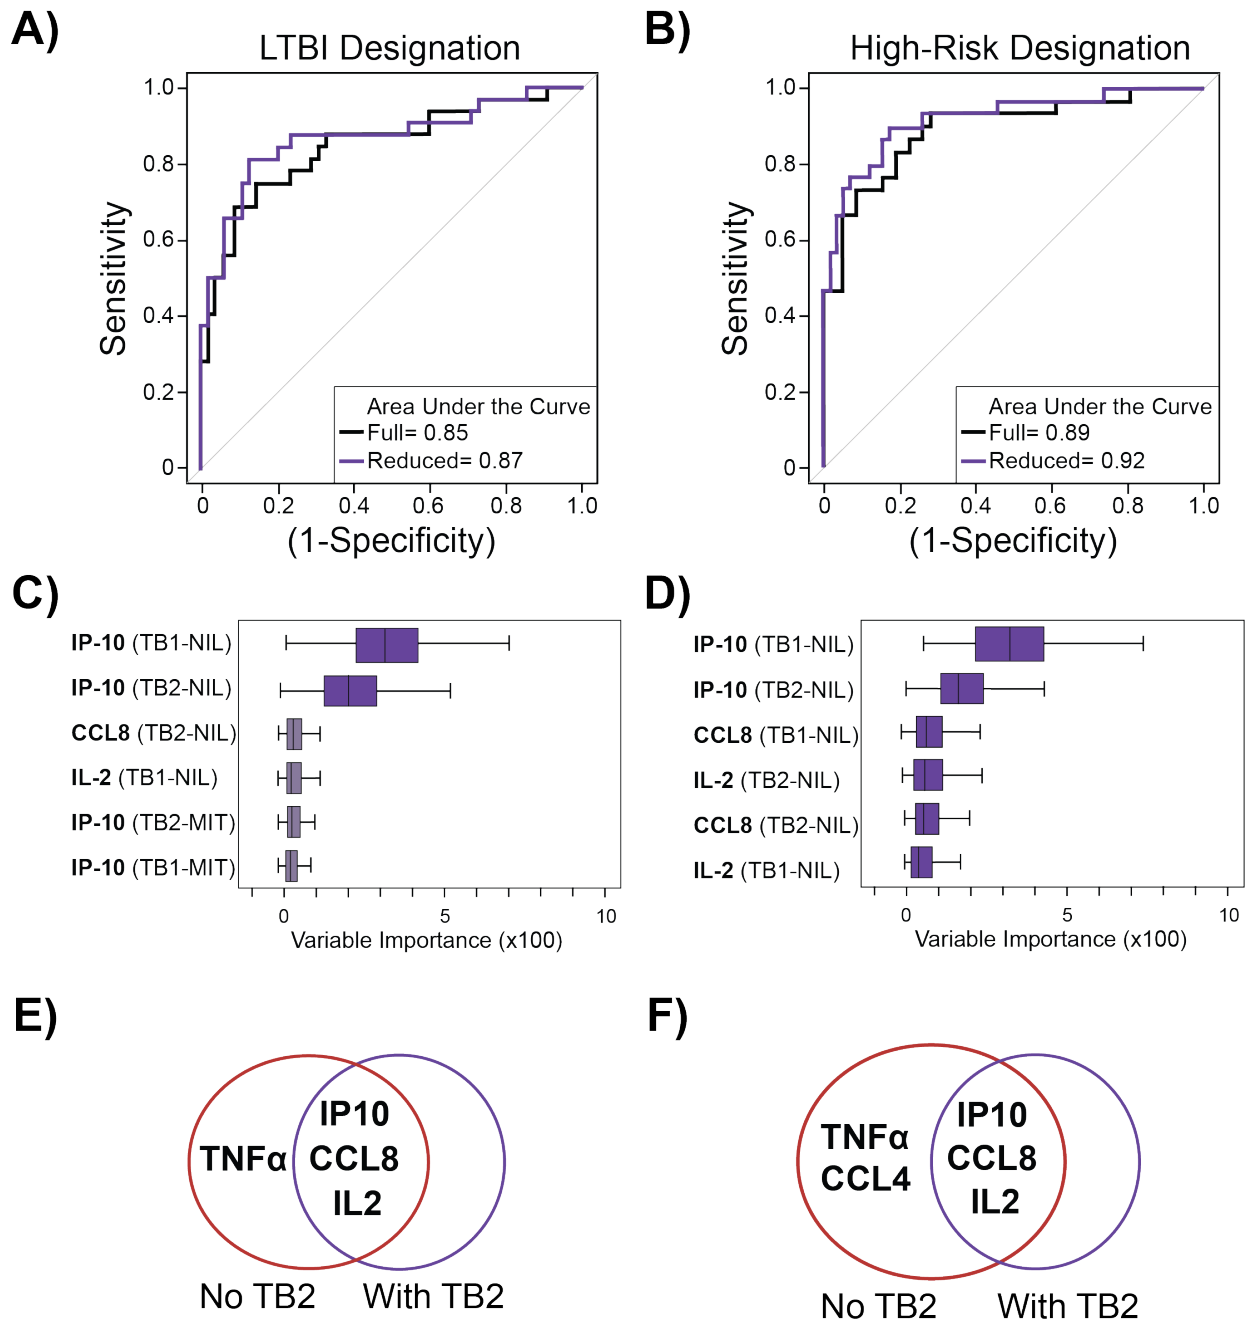 A)
LTBI Designation
1.0
0.8
0.6
0.4
0.2
0
Sensitivity
Area Under the Curve
Full= 0.85
Reduced= 0.87
0 0.2 0.4 0.6 0.8 1.0
(1-Specificity)
B)
High-Risk Designation
1.0
0.8
0.6
0.4
0.2
0
Sensitivity
Area Under the Curve
Full= 0.89
Reduced= 0.92
0 0.2 0.4 0.6 0.8 1.0
(1-Specificity)
C)
IP-10 (TB1-NIL)
IP-10 (TB2-NIL)
CCL8 (TB2-NIL)
IL-2 (TB1-NIL)
IP-10 (TB2-MIT)
IP-10 (TB1-MIT)
0 5 10
Variable Importance (x100)
D)
IP-10 (TB1-NIL)
IP-10 (TB2-NIL)
CCL8 (TB1-NIL)
IL-2 (TB2-NIL)
CCL8 (TB2-NIL)
IL-2 (TB1-NIL)
0 5 10
Variable Importance (x100)
E)
TNFα
IP10
CCL8
IL2
No TB2
With TB2
F)
TNFα
CCL4
IP10
CCL8
IL2
No TB2
With TB2